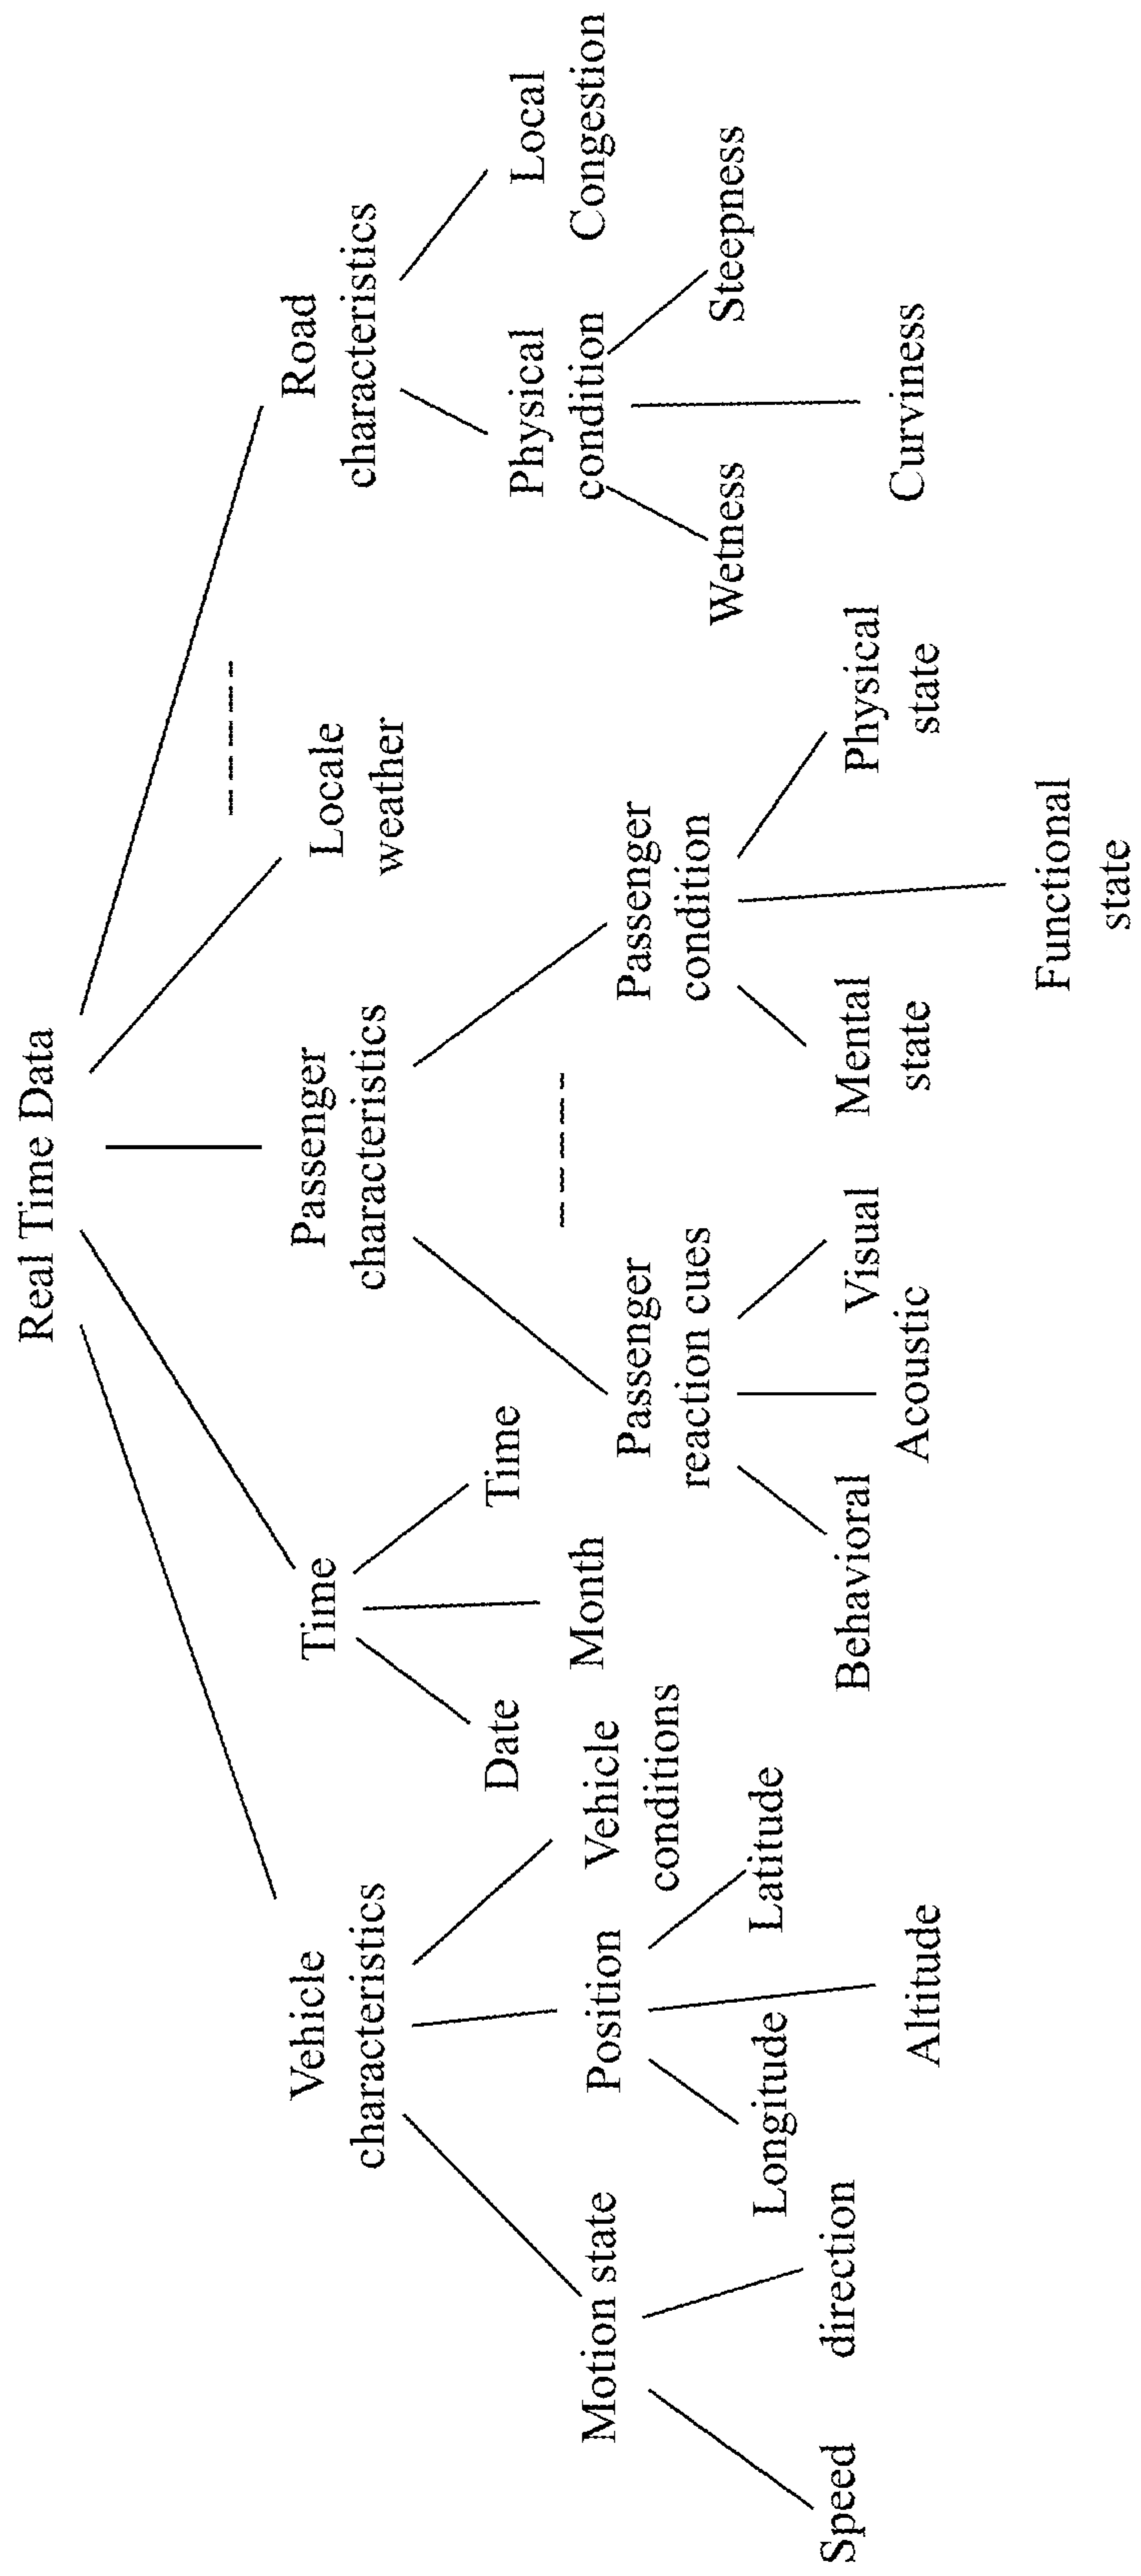 Real Time Data
Vehicle
characteristics
Time
Passenger
characteristics
Locale
weather
Road
characteristics
Motion state
Position
Vehicle
conditions
Date
Month
Time
Passenger
reaction cues
Passenger
condition
Physical
condition
Local
Congestion
Speed
direction
Longitude
Altitude
Latitude
Behavioral
Acoustic
Visual
Mental
state
Functional
state
Physical
state
Wetness
Curviness
Steepness